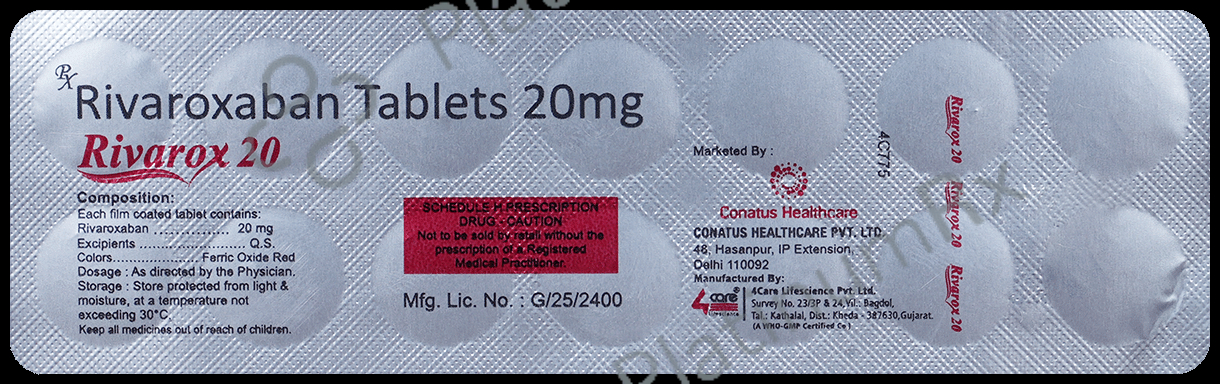 Rx
Rivaroxaban Tablets 20mg
Rivarox 20
Composition:
Each film coated tablet contains:
Rivaroxaban ................ 20 mg
Excipients ...................... Q.S.
Colors.................. Ferric Oxide Red
Dosage : As directed by the Physician.
Storage : Store protected from light &
moisture, at a temperature not
exceeding 30°C.
Keep all medicines out of reach of children.
SCHEDULE H PRESCRIPTION
DRUG - CAUTION
Not to be sold by retail without the
prescription of a Registered
Medical Practitioner.
Mfg. Lic. No. : G/25/2400
Marketed By :
Conatus Healthcare
CONATUS HEALTHCARE PVT. LTD.
48, Hasanpur, IP Extension,
Delhi 110092
Manufactured By :
4care
Lifescience
4Care Lifescience Pvt. Ltd.
Survey No. 23/3P & 24, Vil.: Bagdol,
Tal.: Kathalal, Dist.: Kheda - 387630, Gujarat.
(A WHO-GMP Certified Co.)
4C775
Rivarox 20
Rivarox 20
Rivarox 20
PlatinumRx